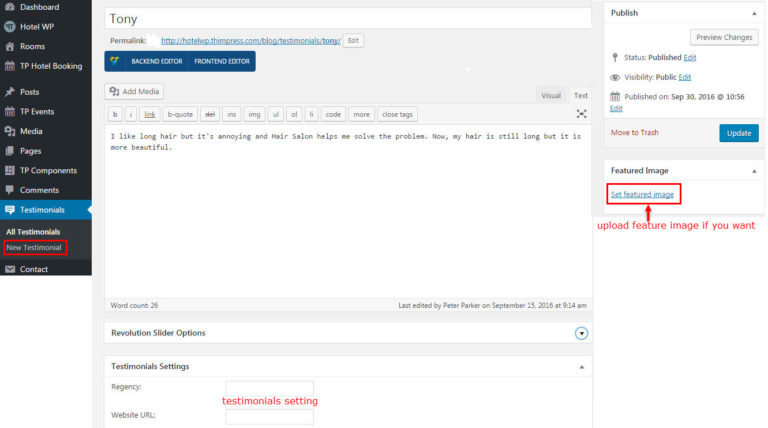 Dashboard
Hotel WP
Rooms
TP Hotel Booking
Posts
TP Events
Media
Pages
TP Components
Comments
Testimonials
All Testimonials
New Testimonial
Contact
Tony
Permalink: http://hotelwp.thimpress.com/blog/testimonials/tony/ Edit
BACKEND EDITOR FRONTEND EDITOR
Add Media
Visual Text
b i link b-quote del ins img ul ol li code more close tags
I like long hair but it's annoying and Hair Salon helps me solve the problem. Now, my hair is still long but it is
more beautiful.
Word count: 26 Last edited by Peter Parker on September 15, 2016 at 9:14 am
Revolution Slider Options
Testimonials Settings
Regency:
testimonials setting
Website URL:
Publish
Preview Changes
Status: Published Edit
Visibility: Public Edit
Published on: Sep 30, 2016 @ 10:56
Edit
Move to Trash Update
Featured Image
Set featured image
upload feature image if you want